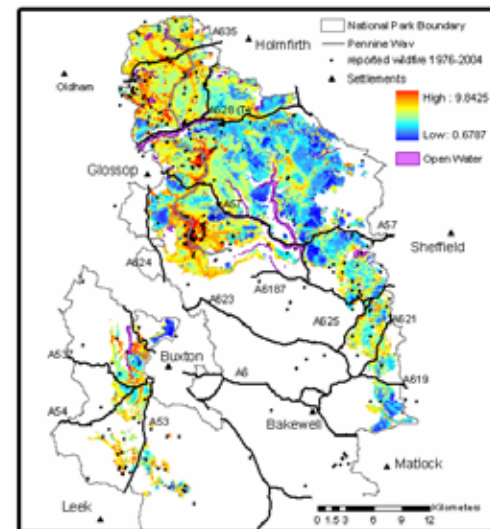 National Park Boundary
Pennine Way
reported wildfire 1976-2004
Settlements
High : 9.8425
Low : 0.6787
Open Water
A635
Holmfirth
Oldham
A628 (T)
Glossop
A57
A57
Sheffield
A624
A6187
A623
A625
A621
Buxton
A6
A619
A54
A53
Bakewell
Matlock
Leek
Kilometers
0 1.5 3 6 9 12